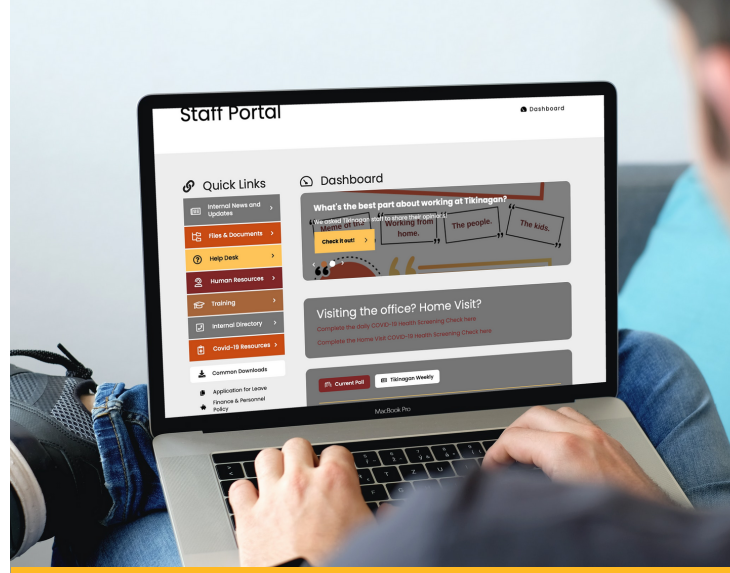 Staff Portal
Dashboard
Quick Links
Internal News and
Updates
Files & Documents
Help Desk
Human Resources
Training
Internal Directory
Covid-19 Resources
Common Downloads
Application for Leave
Finance & Personnel
Policy
Dashboard
What's the best part about working at Tikinagan?
We asked Tikinagan staff to share their opinions!
Meme of the
Working from
home.
The people.
The kids.
Check it out!
Visiting the office? Home Visit?
Complete the daily COVID-19 Health Screening Check here
Complete the Home Visit COVID-19 Health Screening Check here
Current Poll
Tikinagan Weekly
MacBook Pro